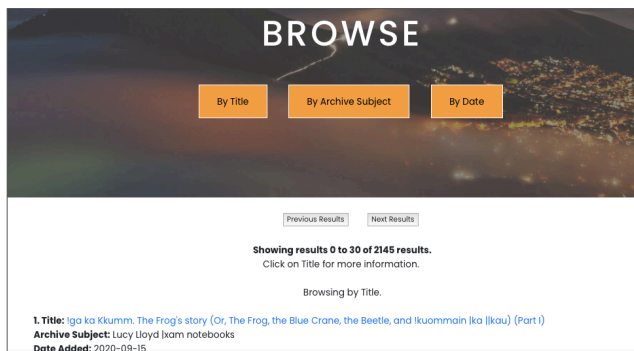 BROWSE
By Title By Archive Subject By Date
Previous Results Next Results
Showing results 0 to 30 of 2145 results.
Click on Title for more information.
Browsing by Title.
1. Title: !ga ka Kkumm. The Frog's story (Or, The Frog, the Blue Crane, the Beetle, and !kuommain |ka ||kau) (Part I)
Archive Subject: Lucy Lloyd |xam notebooks
Date Added: 2020-09-15